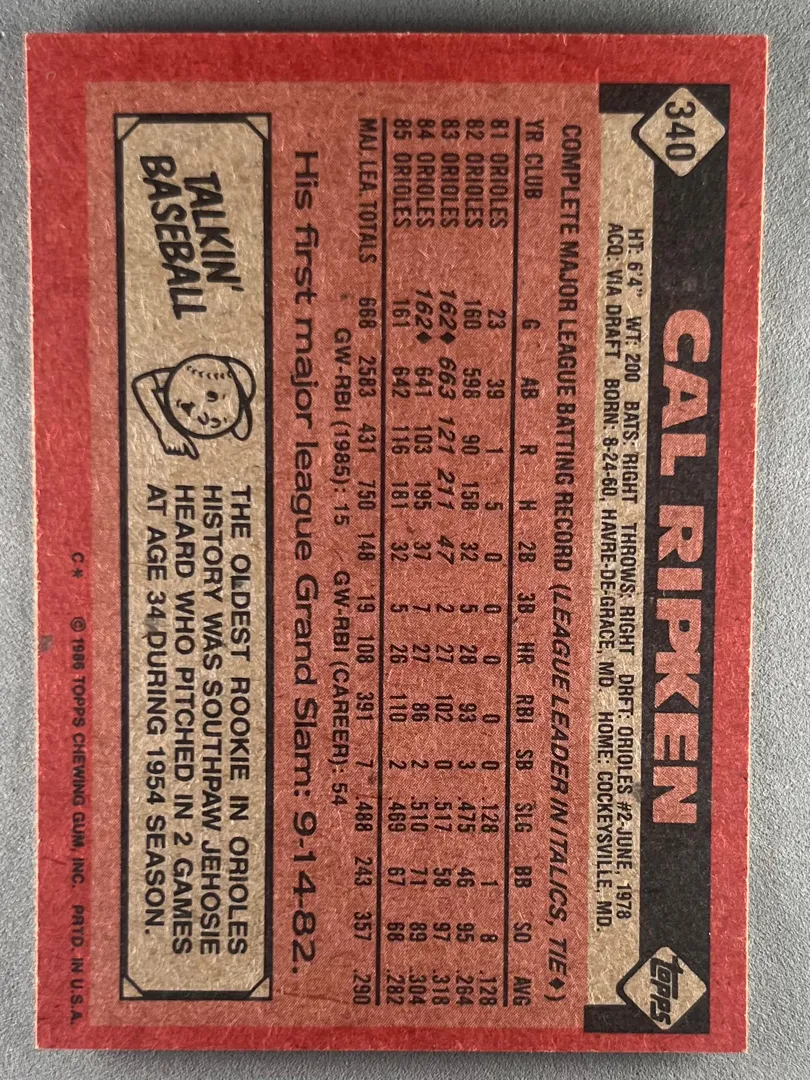 340
CAL RIPKEN
topps
HT: 6'4" WT: 200 BATS: RIGHT THROWS: RIGHT DRFT: ORIOLES #2-JUNE, 1978
ACQ: VIA DRAFT BORN: 8-24-60, HAVRE-DE-GRACE, MD. HOME: COCKEYSVILLE, MD.
COMPLETE MAJOR LEAGUE BATTING RECORD (LEAGUE LEADER IN ITALICS, TIE ♦)
YR CLUB G AB R H 2B 3B HR RBI SB SLG BB SO AVG
81 ORIOLES 23 39 1 5 0 0 0 0 0 .128 1 8 .128
82 ORIOLES 160 598 90 158 32 5 28 93 3 .475 46 95 .264
83 ORIOLES 162♦ 663 121 211 47 2 27 102 0 .517 58 97 .318
84 ORIOLES 162♦ 641 103 195 37 7 27 86 2 .510 71 89 .304
85 ORIOLES 161 642 116 181 32 5 26 110 2 .469 67 68 .282
MAJ. LEA. TOTALS 668 2583 431 750 148 19 108 391 7 .488 243 357 .290
GW-RBI (1985): 15 GW-RBI (CAREER): 54
His first major league Grand Slam: 9-14-82.
TALKIN'
BASEBALL
THE OLDEST ROOKIE IN ORIOLES
HISTORY WAS SOUTHPAW JEHOSIE
HEARD WHO PITCHED IN 2 GAMES
AT AGE 34 DURING 1954 SEASON.
C* © 1986 TOPPS CHEWING GUM, INC. PRTD. IN U.S.A.